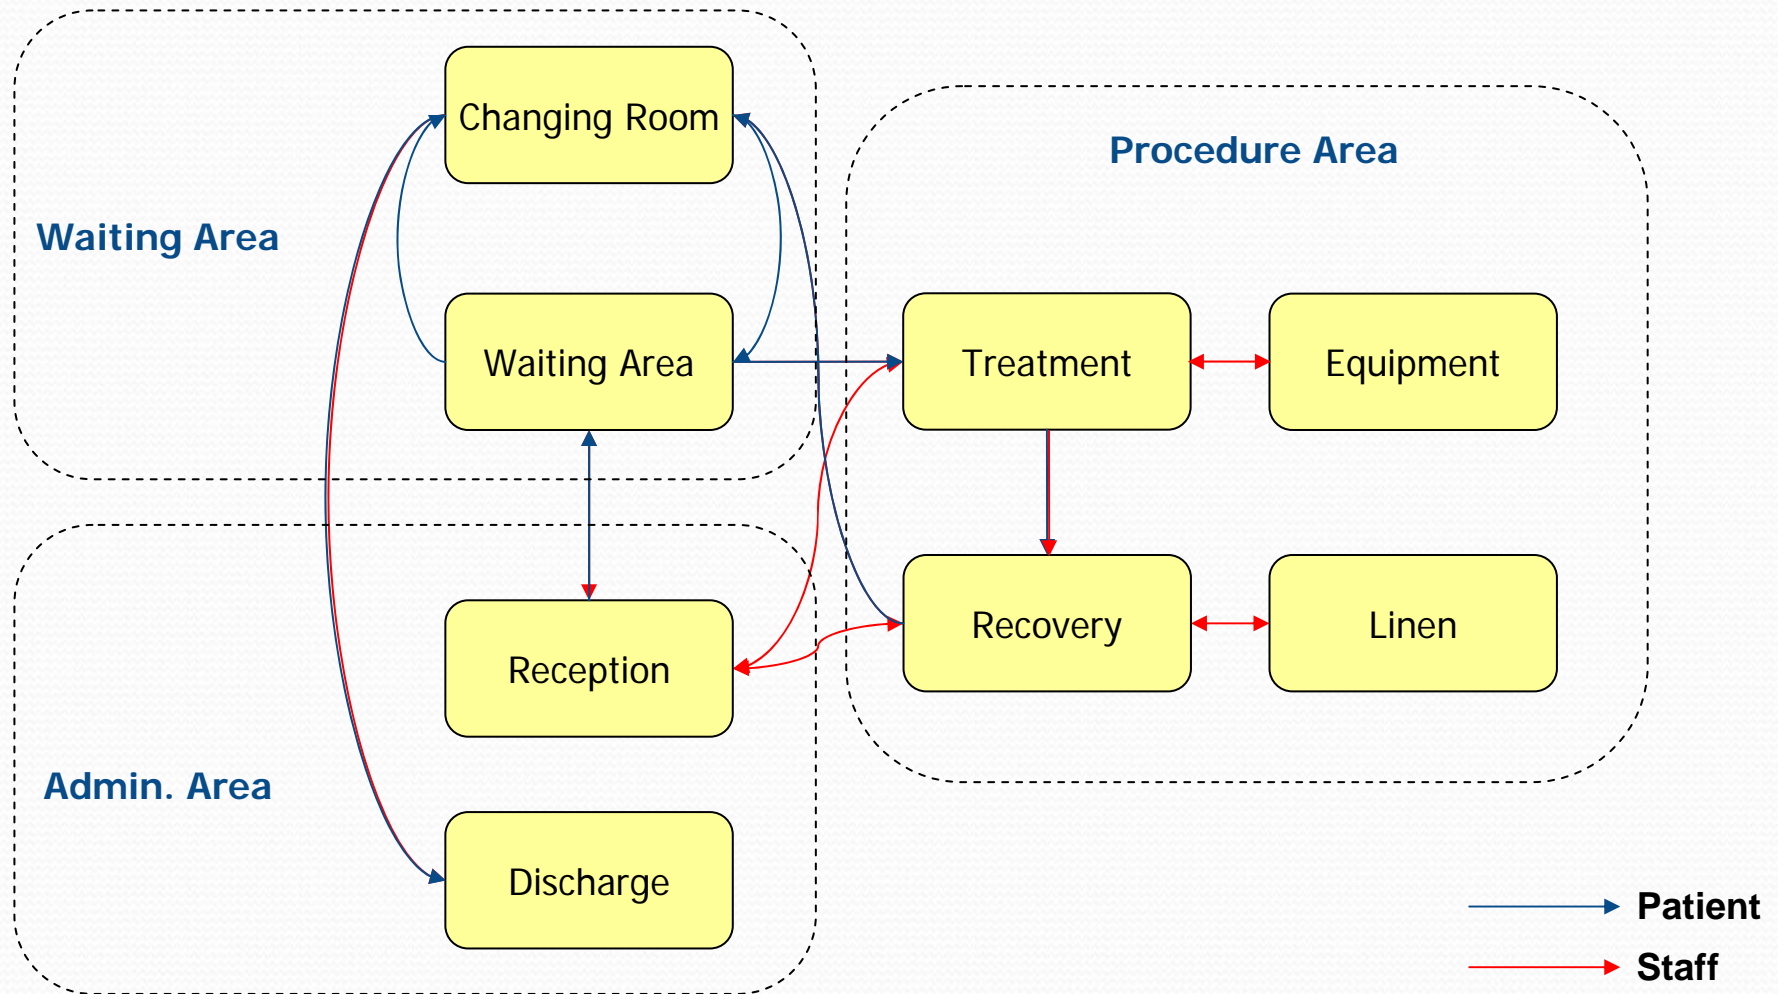 Changing Room
Procedure Area
Waiting Area
Waiting Area
Treatment
Equipment
Recovery
Linen
Reception
Admin. Area
Discharge
Patient
Staff